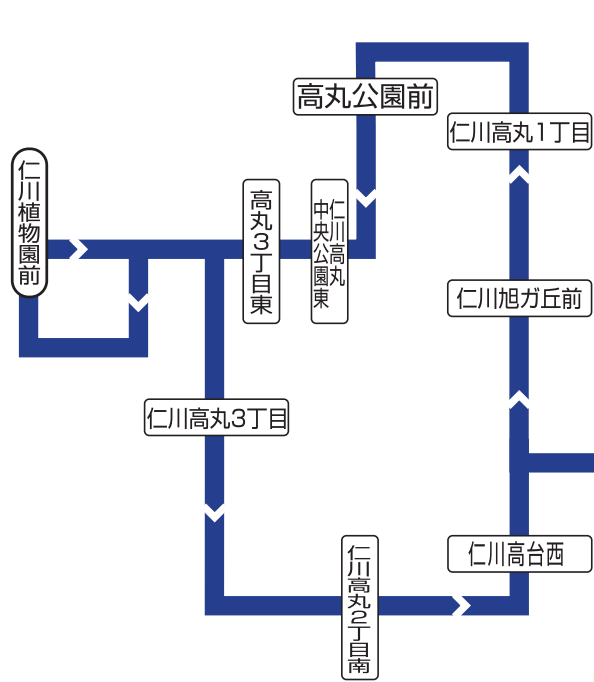 高丸公園前
仁川高丸1丁目
仁川植物園前
高丸3丁目東
仁川高丸
中央公園東
仁川旭ガ丘前
仁川高丸3丁目
仁川高台西
仁川高丸2丁目南